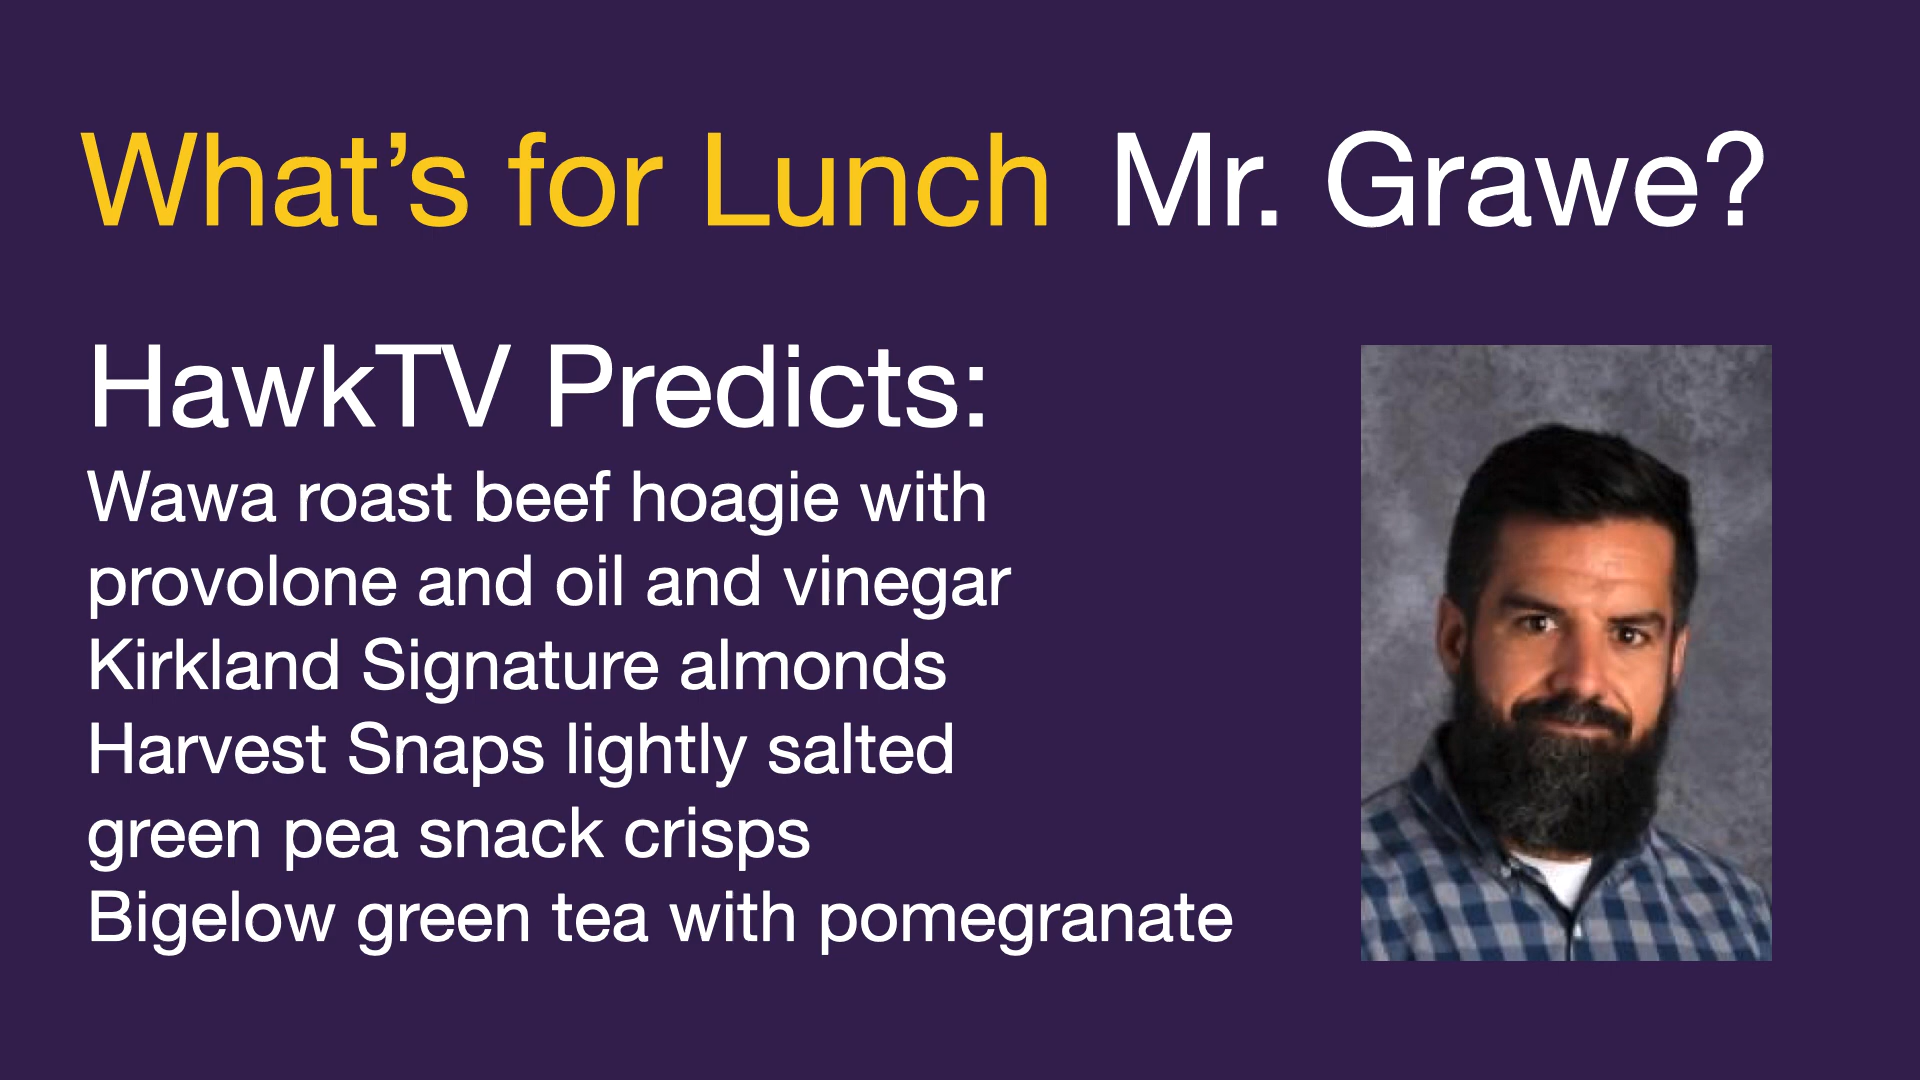 What’s for Lunch Mr. Grawe?
HawkTV Predicts:
Wawa roast beef hoagie with
provolone and oil and vinegar
Kirkland Signature almonds
Harvest Snaps lightly salted
green pea snack crisps
Bigelow green tea with pomegranate